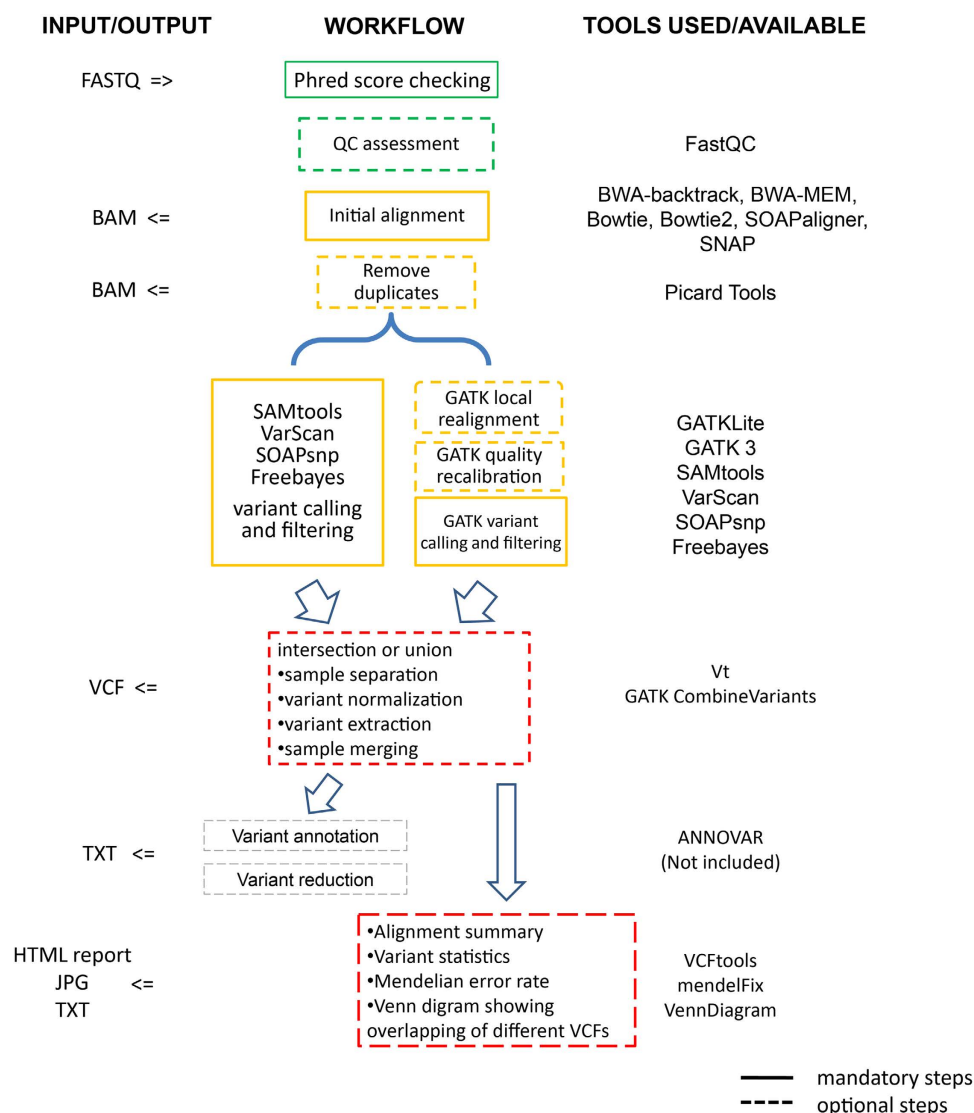 INPUT/OUTPUT WORKFLOW TOOLS USED/AVAILABLE
FASTQ => Phred score checking
QC assessment FastQC
BAM <= Initial alignment
BWA-backtrack, BWA-MEM,
Bowtie, Bowtie2, SOAPaligner,
SNAP
BAM <=
Remove
duplicates
Picard Tools
SAMtools
VarScan
SOAPsnp
Freebayes
variant calling
and filtering
GATK local
realignment
GATK quality
recalibration
GATK variant
calling and filtering
GATKLite
GATK 3
SAMtools
VarScan
SOAPsnp
Freebayes
VCF <=
intersection or union
•sample separation
•variant normalization
•variant extraction
•sample merging
Vt
GATK CombineVariants
TXT <=
Variant annotation
Variant reduction
ANNOVAR
(Not included)
HTML report
JPG <=
TXT
•Alignment summary
•Variant statistics
•Mendelian error rate
•Venn digram showing
overlapping of different VCFs
VCFtools
mendelFix
VennDiagram
mandatory steps
optional steps